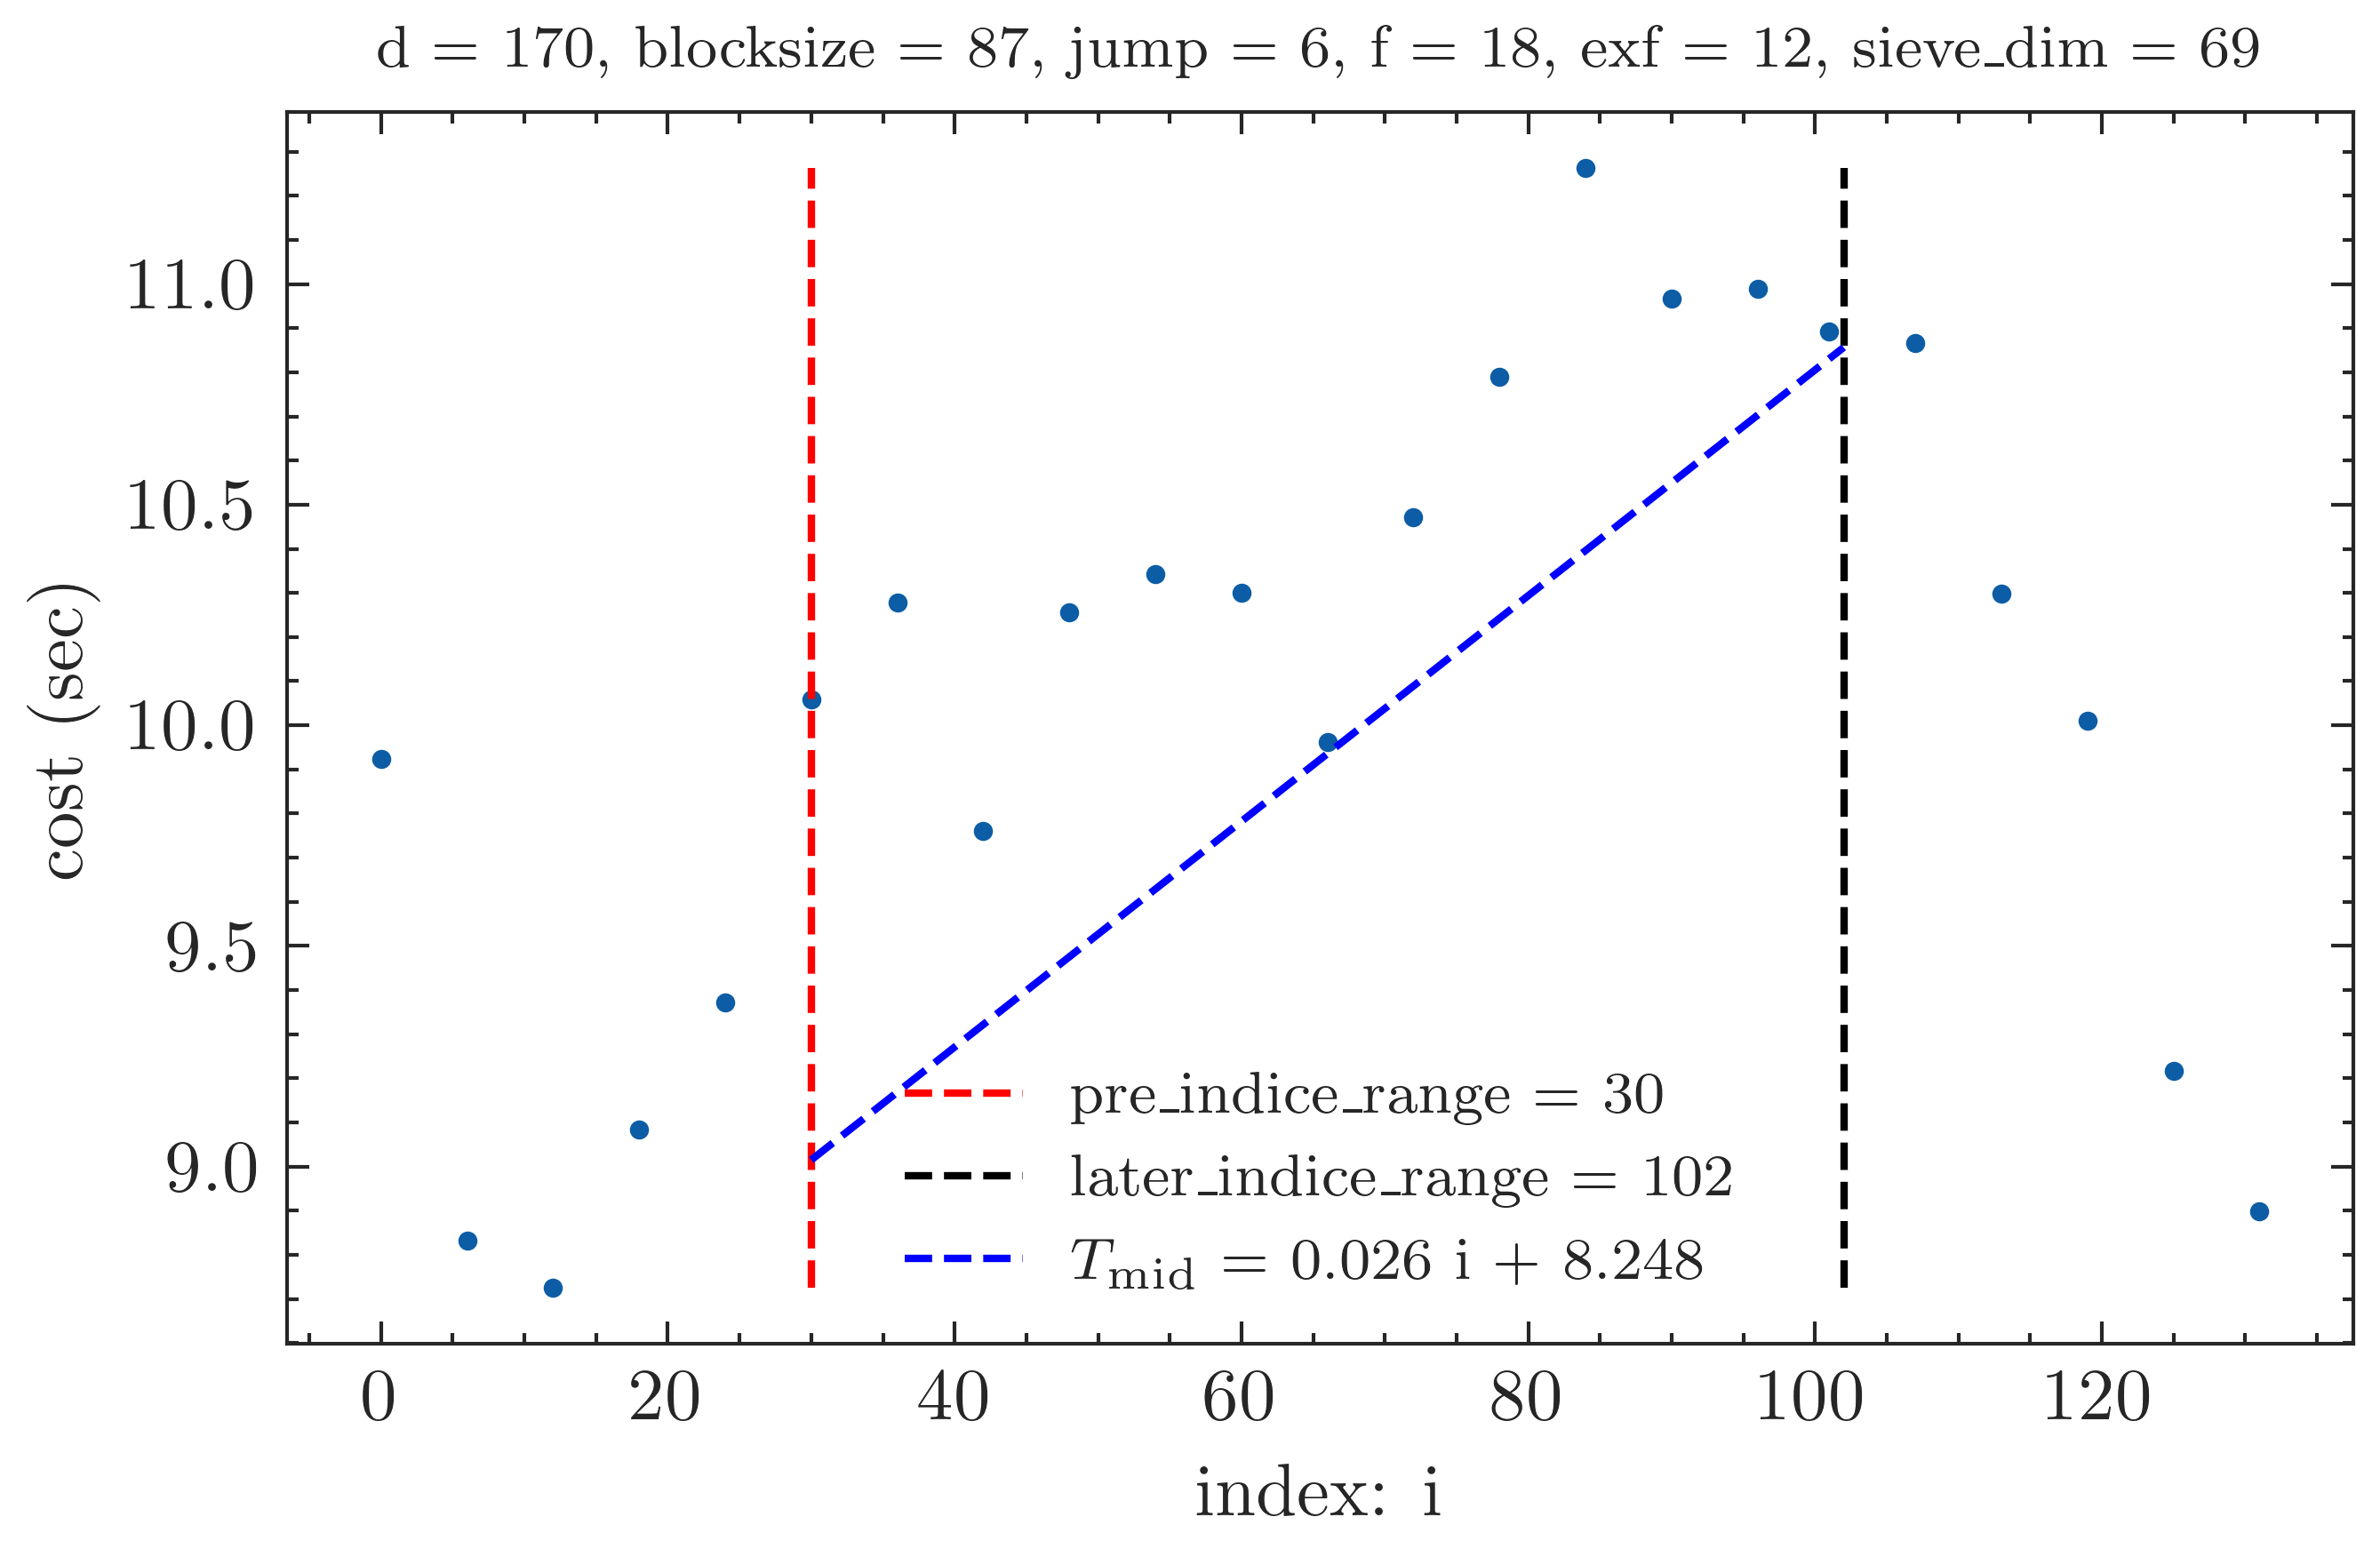 d = 170, blocksize = 87, jump = 6, f = 18, exf = 12, sieve_dim = 69
11.0
10.5
10.0
9.5
9.0
cost (sec)
pre_indice_range = 30
later_indice_range = 102
T_mid = 0.026 i + 8.248
0 20 40 60 80 100 120
index: i